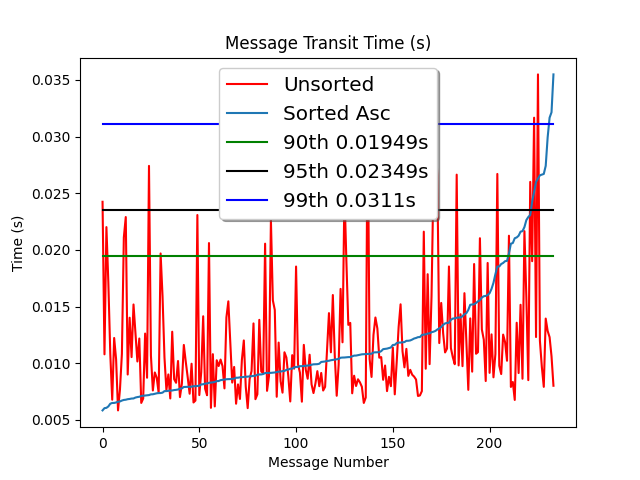 Message Transit Time (s)
Unsorted
Sorted Asc
90th 0.01949s
95th 0.02349s
99th 0.0311s
0.035
0.030
0.025
0.020
0.015
0.010
0.005
Time (s)
0 50 100 150 200
Message Number